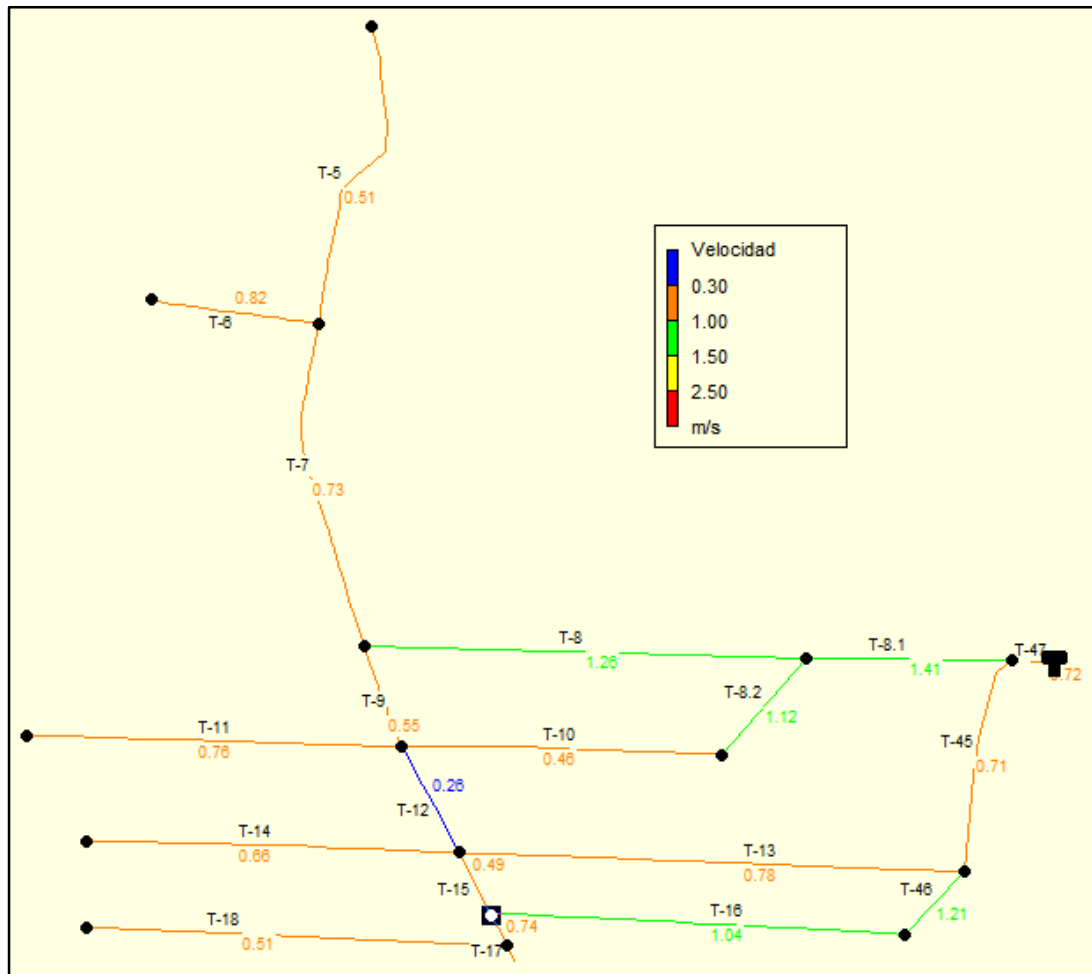 T-5
0.51
Velocidad
0.30
1.00
1.50
2.50
m/s
0.82
T-6
T-7
0.73
T-8
1.26
T-8.1
1.41
T-47
0.72
T-8.2
1.12
T-9
0.55
T-11
0.76
T-10
0.46
T-45
0.71
0.26
T-12
T-14
0.66
0.49
T-13
0.78
T-46
1.21
T-15
T-16
1.04
0.74
T-18
0.51
T-17